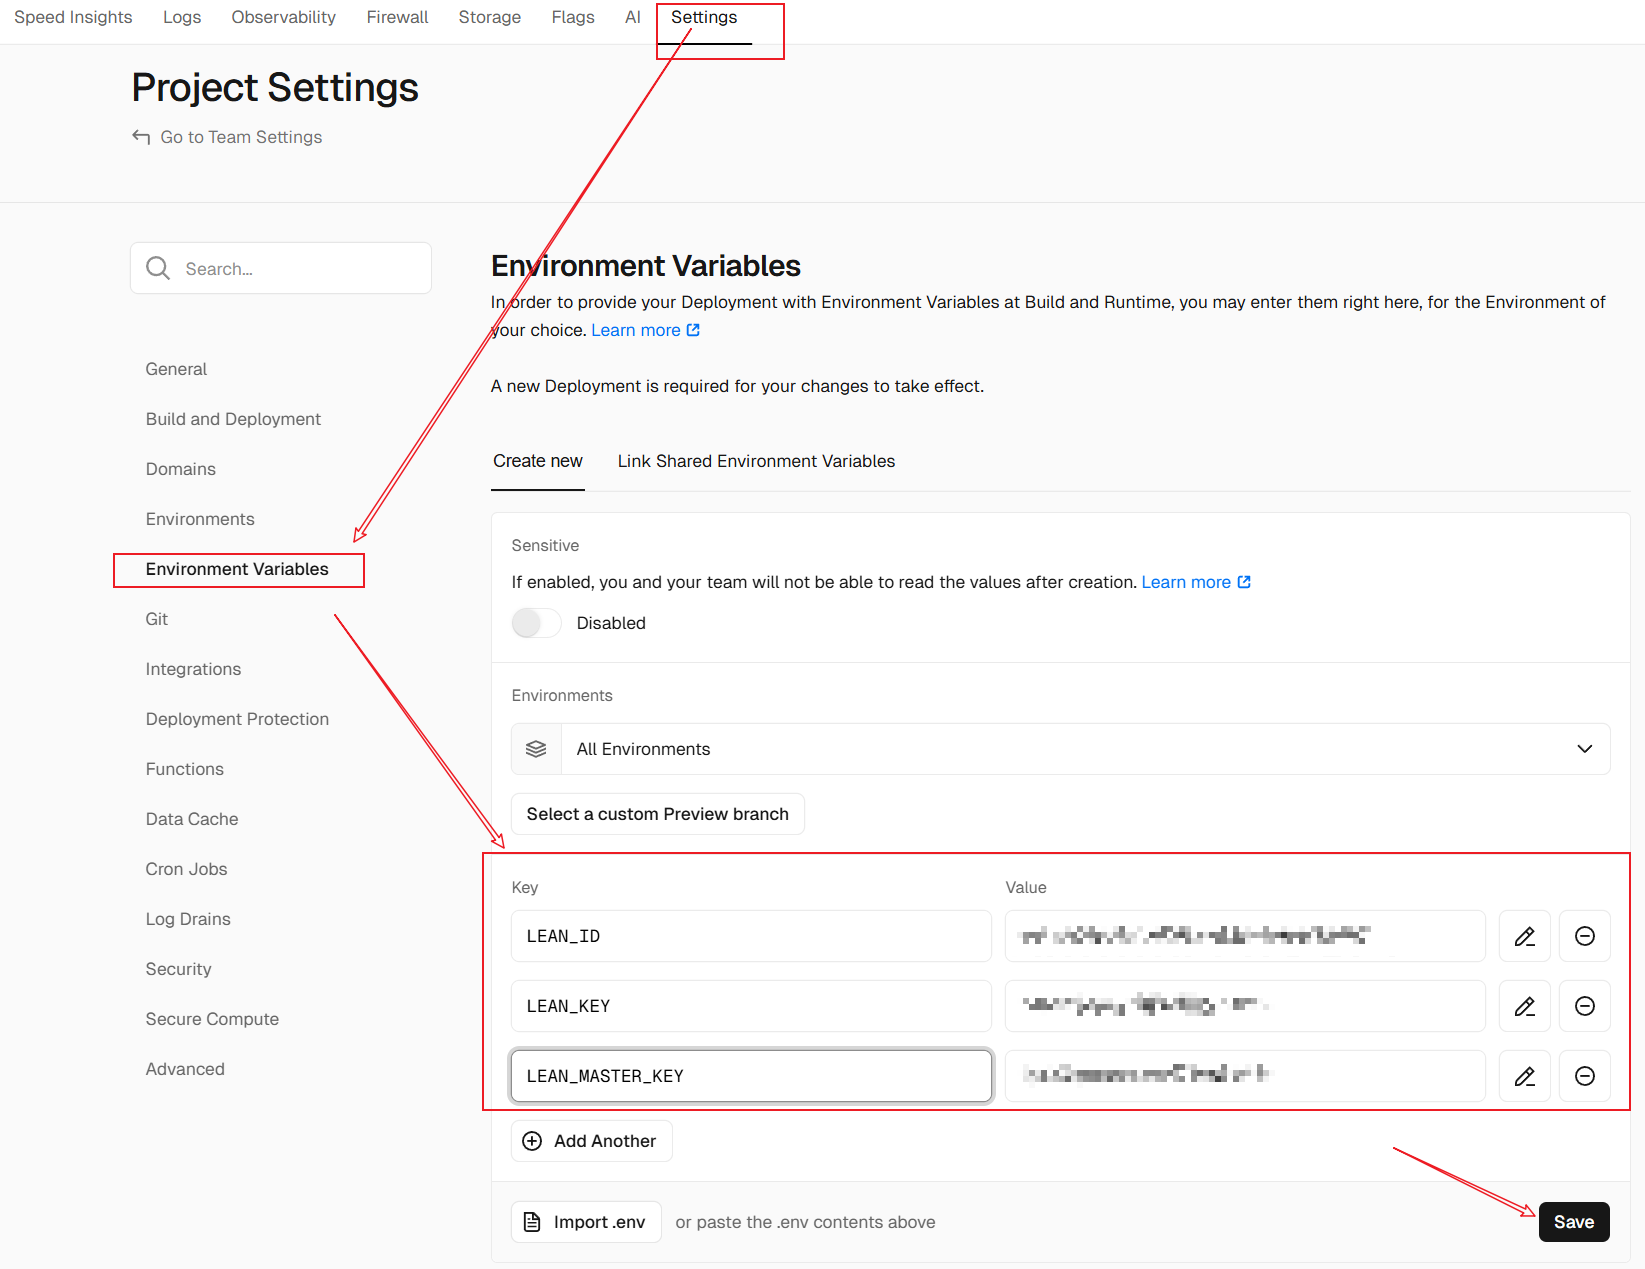 Speed Insights Logs Observability Firewall Storage Flags AI Settings
Project Settings
Go to Team Settings
Search...
General
Build and Deployment
Domains
Environments
Environment Variables
Git
Integrations
Deployment Protection
Functions
Data Cache
Cron Jobs
Log Drains
Security
Secure Compute
Advanced
Environment Variables
In order to provide your Deployment with Environment Variables at Build and Runtime, you may enter them right here, for the Environment of
your choice. Learn more
A new Deployment is required for your changes to take effect.
Create new Link Shared Environment Variables
Sensitive
If enabled, you and your team will not be able to read the values after creation. Learn more
Disabled
Environments
All Environments
Select a custom Preview branch
Key Value
LEAN_ID
LEAN_KEY
LEAN_MASTER_KEY
Add Another
Import .env or paste the .env contents above
Save